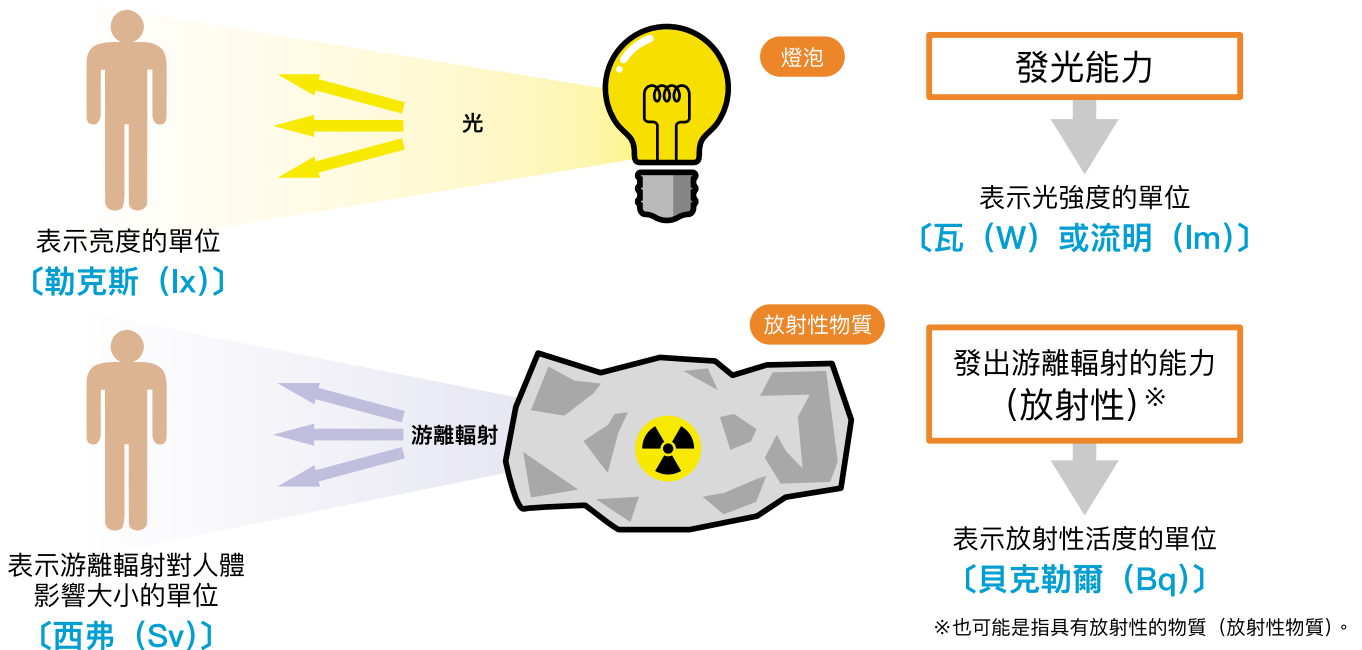 燈泡
光
發光能力
表示光強度的單位
〔瓦（W）或流明（lm）〕
表示亮度的單位
〔勒克斯（lx）〕
放射性物質
游離輻射
發出游離輻射的能力
（放射性）※
表示放射性活度的單位
〔貝克勒爾（Bq）〕
表示游離輻射對人體
影響大小的單位
〔西弗（Sv）〕
※也可能是指具有放射性的物質（放射性物質）。